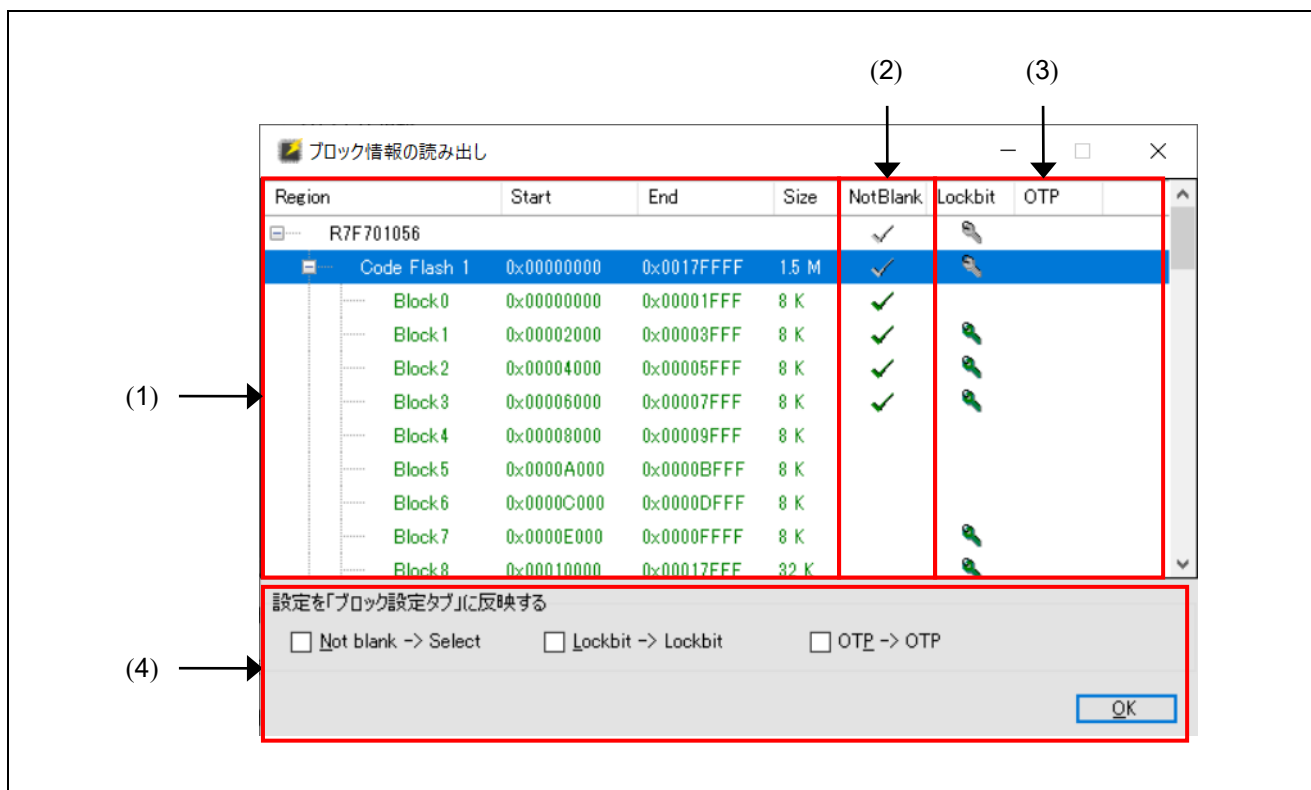 (2) (3)
ブロック情報の読み出し
Region Start End Size NotBlank Lockbit OTP
R7F701056
Code Flash 1 0x00000000 0x0017FFFF 1.5 M
Block0 0x00000000 0x00001FFF 8 K
Block1 0x00002000 0x00003FFF 8 K
Block2 0x00004000 0x00005FFF 8 K
(1)
Block3 0x00006000 0x00007FFF 8 K
Block4 0x00008000 0x00009FFF 8 K
Block5 0x0000A000 0x0000BFFF 8 K
Block6 0x0000C000 0x0000DFFF 8 K
Block7 0x0000E000 0x0000FFFF 8 K
Block8 0x00010000 0x00017FFF 32 K
設定を「ブロック設定タブ」に反映する
Not blank -> Select Lockbit -> Lockbit OTP -> OTP
(4)
OK